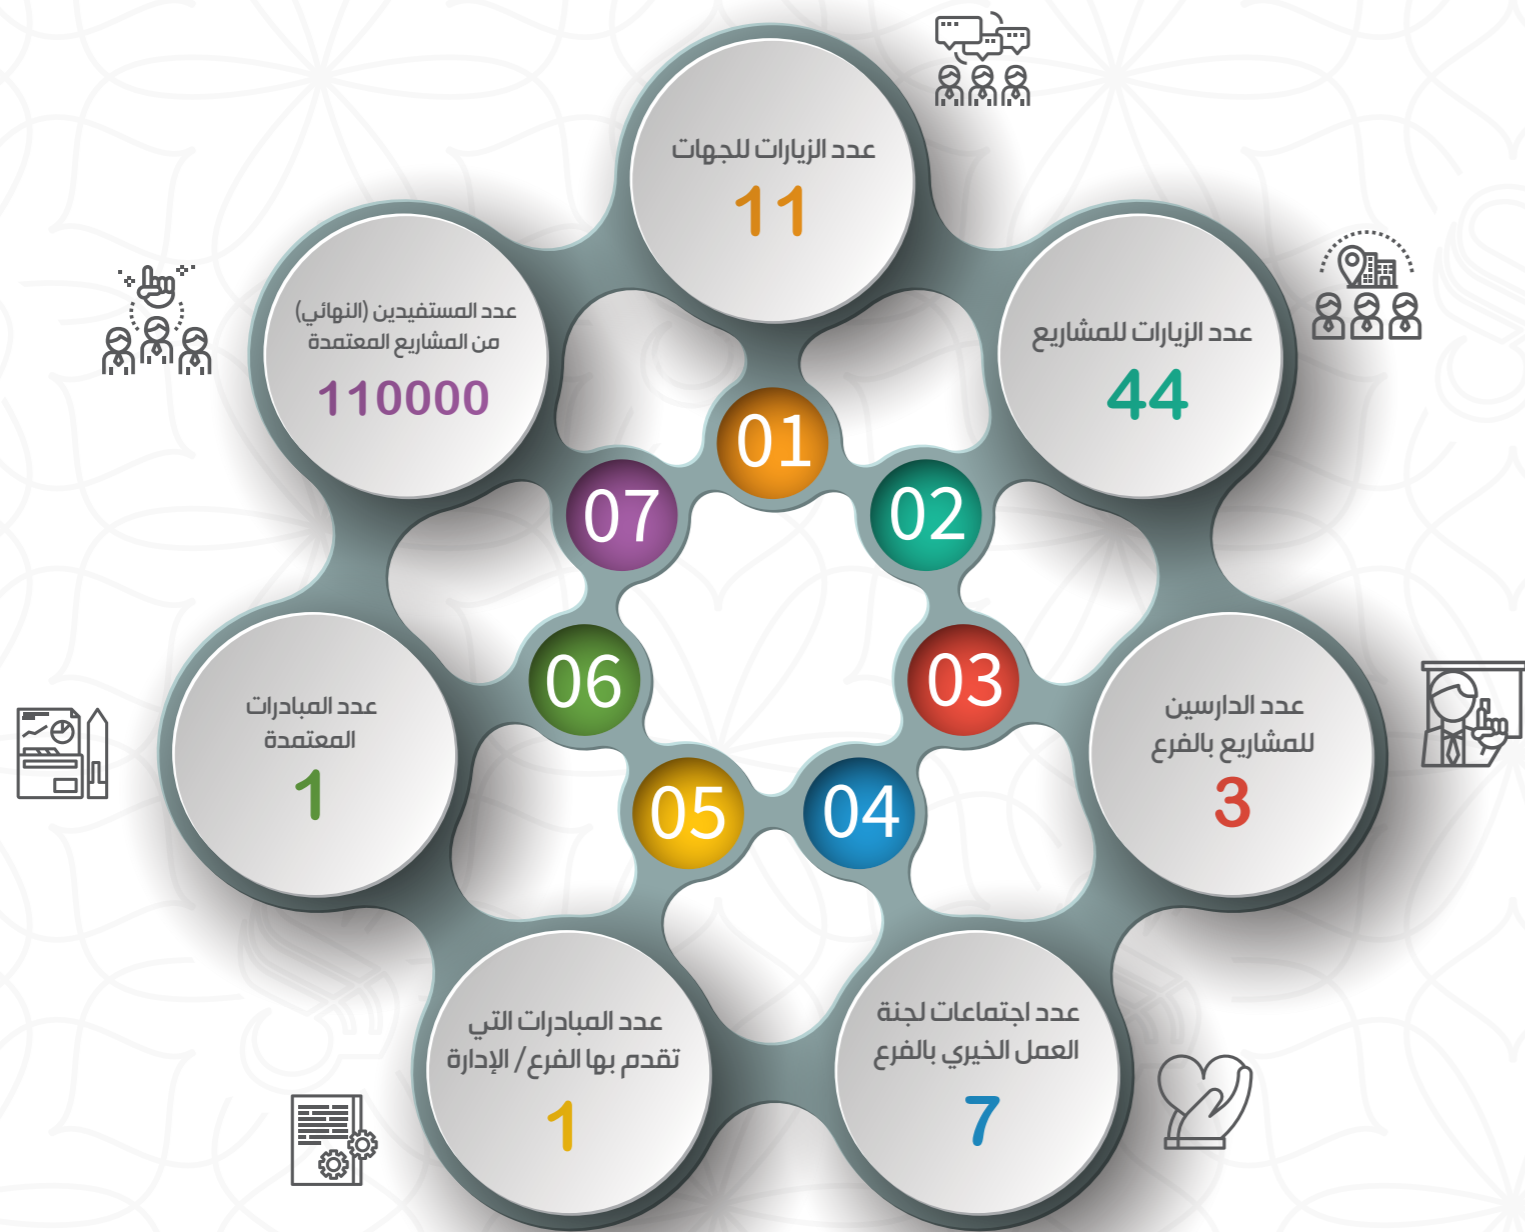 عدد الزيارات للجهات
11
01
عدد الزيارات للمشاريع
44
02
عدد الدارسين
للمشاريع بالفرع
3
03
عدد اجتماعات لجنة
العمل الخيري بالفرع
7
04
عدد المبادرات التي
تقدم بها الفرع/ الإدارة
1
05
عدد المبادرات
المعتمدة
1
06
عدد المستفيدين (النهائي)
من المشاريع المعتمدة
110000
07